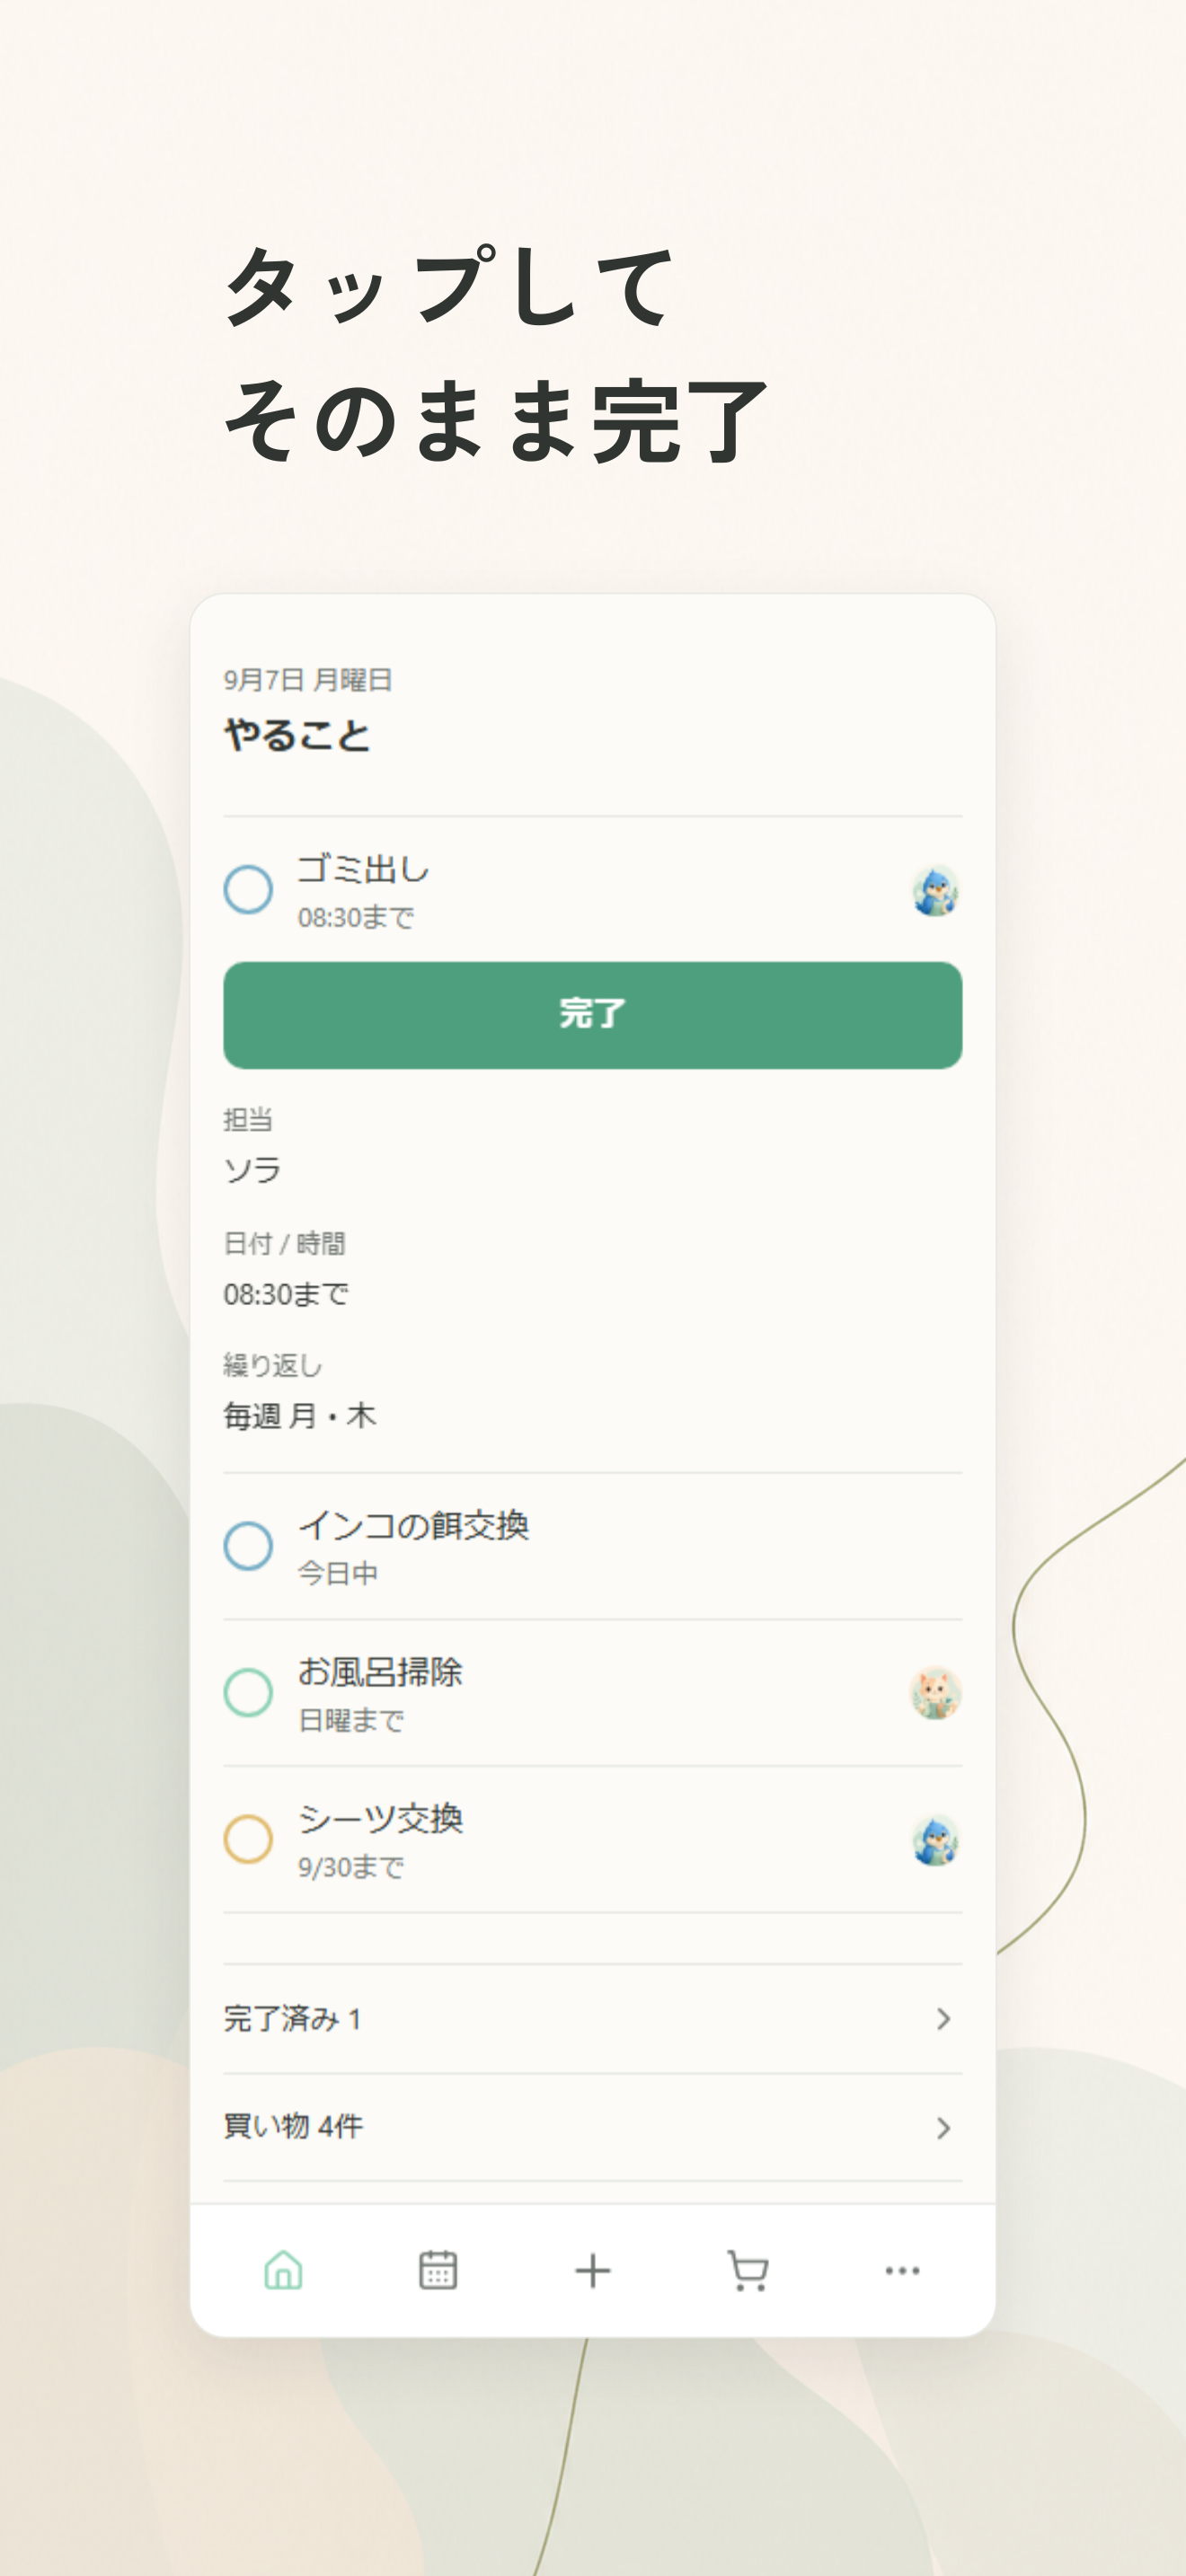 タップして
そのまま完了
9月7日 月曜日
やること
ゴミ出し
08:30まで
完了
担当
ソラ
日付 / 時間
08:30まで
繰り返し
毎週 月・木
インコの餌交換
今日中
お風呂掃除
日曜まで
シーツ交換
9/30まで
完了済み 1
買い物 4件